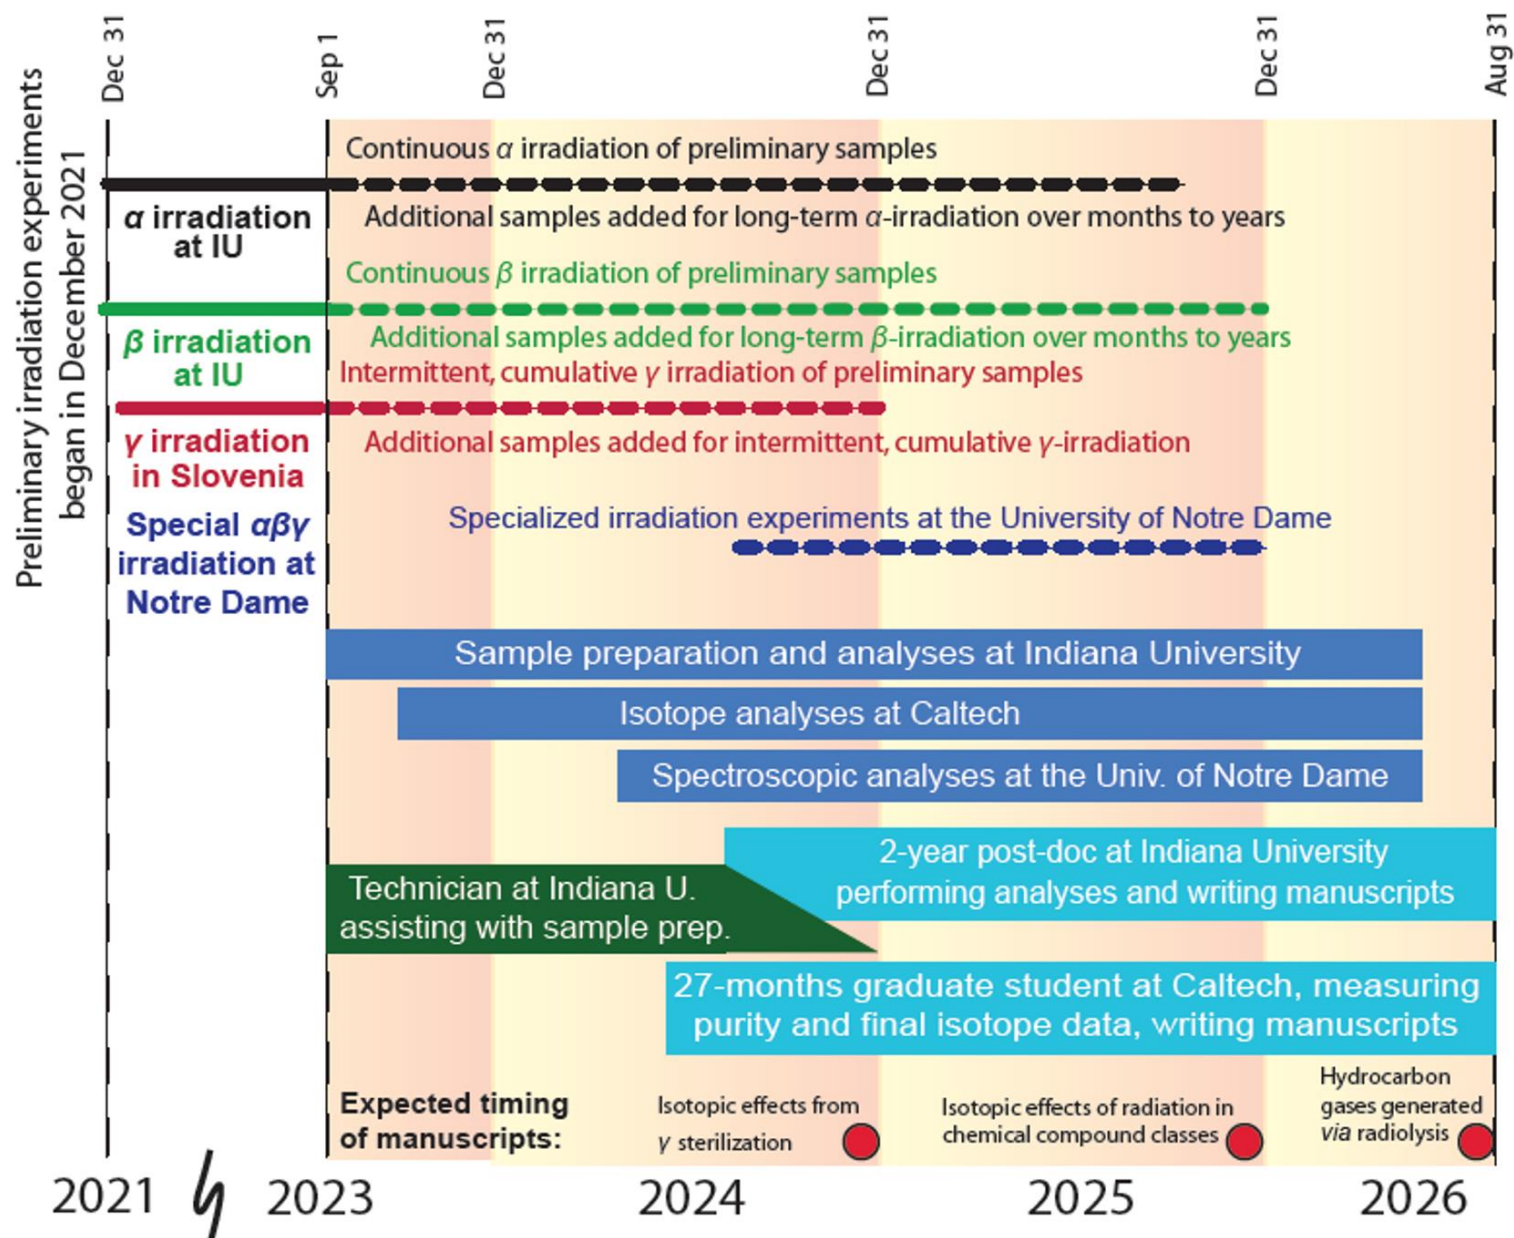 Dec 31
Sep 1
Dec 31
Dec 31
Dec 31
Aug 31
Preliminary irradiation experiments
began in December 2021
Continuous α irradiation of preliminary samples
α irradiation
at IU
Additional samples added for long-term α-irradiation over months to years
Continuous β irradiation of preliminary samples
β irradiation
at IU
Additional samples added for long-term β-irradiation over months to years
Intermittent, cumulative γ irradiation of preliminary samples
γ irradiation
in Slovenia
Additional samples added for intermittent, cumulative γ-irradiation
Special αβγ
irradiation at
Notre Dame
Specialized irradiation experiments at the University of Notre Dame
Sample preparation and analyses at Indiana University
Isotope analyses at Caltech
Spectroscopic analyses at the Univ. of Notre Dame
2-year post-doc at Indiana University
performing analyses and writing manuscripts
Technician at Indiana U.
assisting with sample prep.
27-months graduate student at Caltech, measuring
purity and final isotope data, writing manuscripts
Expected timing
of manuscripts:
Isotopic effects from
γ sterilization
Isotopic effects of radiation in
chemical compound classes
Hydrocarbon
gases generated
via radiolysis
2021
2023
2024
2025
2026